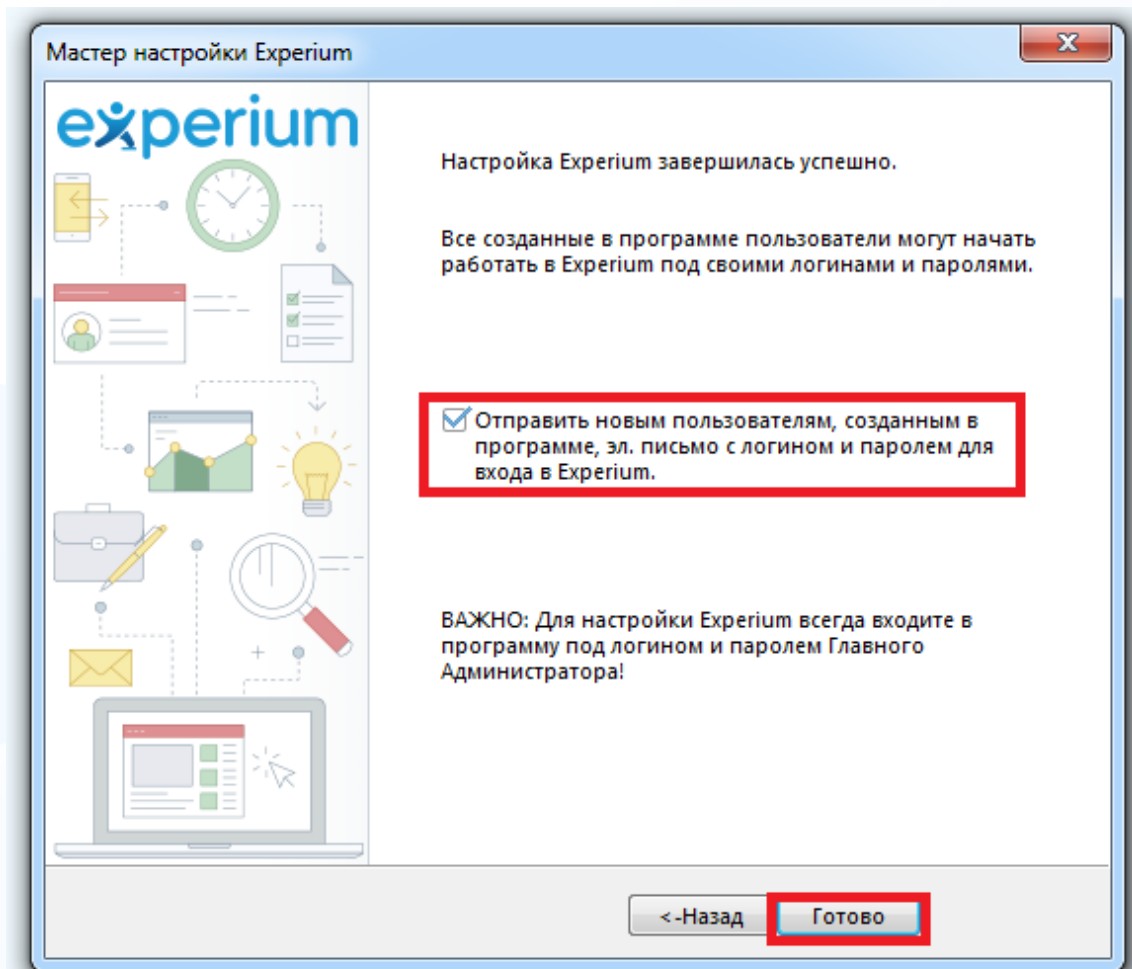 Мастер настройки Experium
experium
Настройка Experium завершилась успешно.
Все созданные в программе пользователи могут начать
работать в Experium под своими логинами и паролями.
Отправить новым пользователям, созданным в
программе, эл. письмо с логином и паролем для
входа в Experium.
ВАЖНО: Для настройки Experium всегда входите в
программу под логином и паролем Главного
Администратора!
<-Назад
Готово